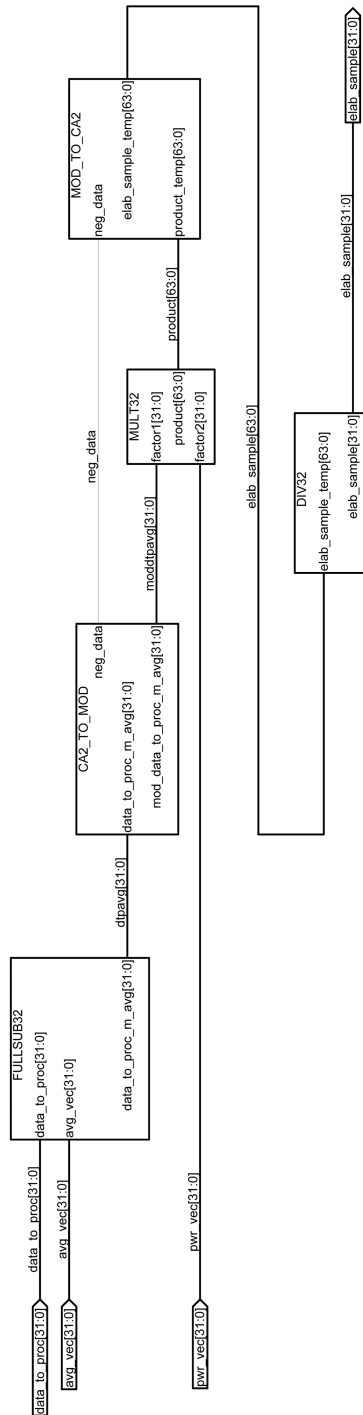 data_to_proc[31:0]
avg_vec[31:0]
pwr_vec[31:0]
data_to_proc[31:0]
avg_vec[31:0]
pwr_vec[31:0]
FULLSUB32
data_to_proc[31:0]
avg_vec[31:0]
data_to_proc_m_avg[31:0]
dtpavg[31:0]
CA2_TO_MOD
neg_data
data_to_proc_m_avg[31:0]
mod_data_to_proc_m_avg[31:0]
neg_data
moddtpavg[31:0]
MULT32
factor1[31:0]
product[63:0]
factor2[31:0]
product[63:0]
MOD_TO_CA2
neg_data
elab_sample_temp[63:0]
product_temp[63:0]
elab_sample[63:0]
DIV32
elab_sample_temp[63:0]
elab_sample[31:0]
elab_sample[31:0]
elab_sample[31:0]